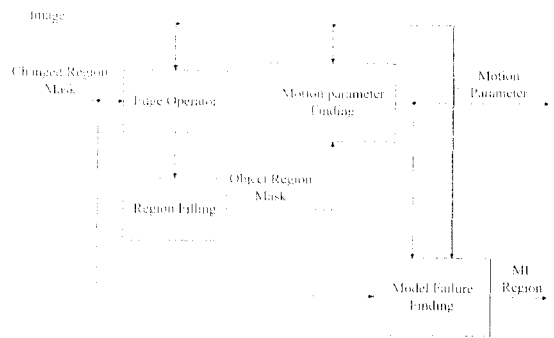 Image
Changed Region
Mask
Edge Operator
Motion parameter
Finding
Motion
Parameter
Region Filling
Object Region
Mask
Model Failure
Finding
MF
Region